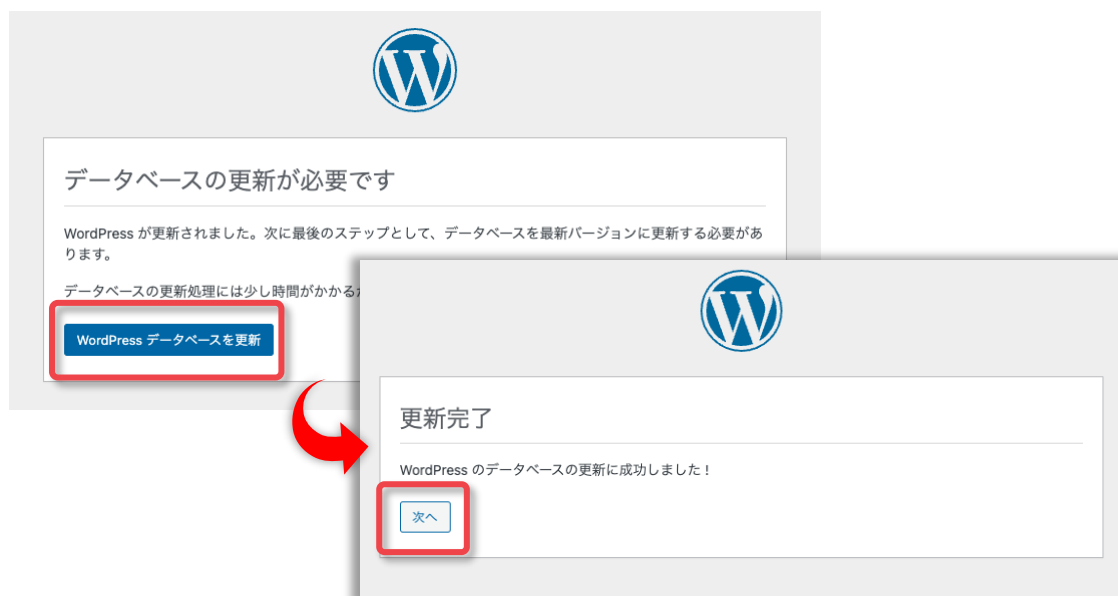 データベースの更新が必要です
WordPress が更新されました。次に最後のステップとして、データベースを最新バージョンに更新する必要があ
ります。
データベースの更新処理には少し時間がかかる
WordPress データベースを更新
更新完了
WordPress のデータベースの更新に成功しました !
次へ